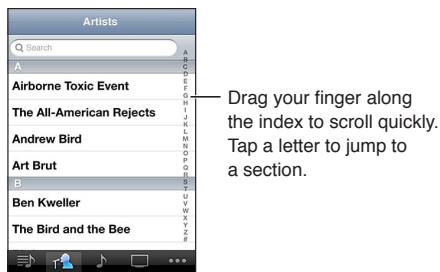 Artists
Search
A
Airborne Toxic Event
The All-American Rejects
Andrew Bird
Art Brut
B
Ben Kweller
The Bird and the Bee
A
B
C
D
E
F
G
H
I
J
K
L
M
N
O
P
Q
R
S
T
U
V
W
X
Y
Z
#
Drag your finger along
the index to scroll quickly.
Tap a letter to jump to
a section.